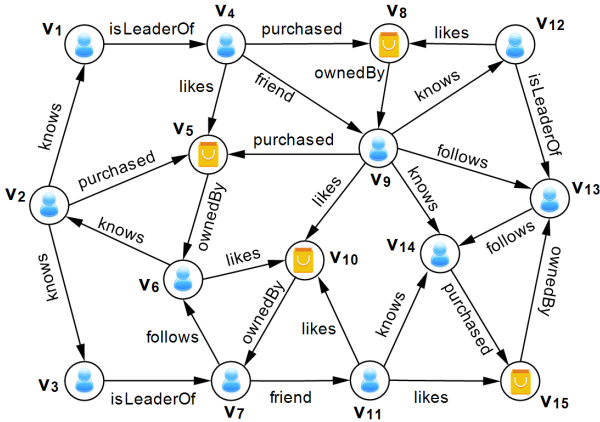 V1
isLeaderOf
V4
purchased
V8
likes
V12
knows
likes
friend
ownedBy
knows
isLeaderOf
V5
purchased
V2
purchased
V9
follows
V13
ownedBy
likes
knows
knows
likes
V10
V14
follows
V6
knows
follows
ownedBy
likes
knows
purchased
ownedBy
V3
isLeaderOf
V7
friend
V11
likes
V15